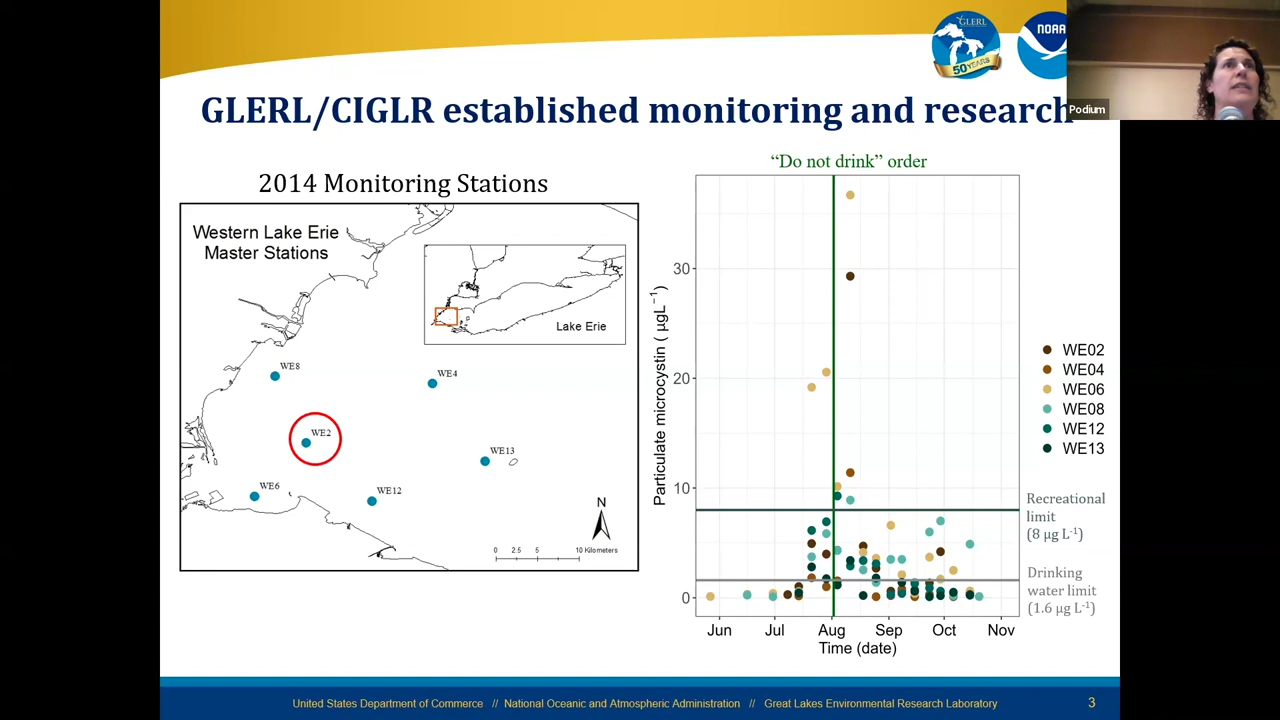 GLERL
50 YEARS
NOAA
Podium
GLERL/CIGLR established monitoring and research
2014 Monitoring Stations
Western Lake Erie
Master Stations
Lake Erie
WE8
WE4
WE2
WE13
WE6
WE12
N
0 2.5 5 10 Kilometers
“Do not drink” order
Particulate microcystin (µgL⁻¹)
30
20
10
0
Jun Jul Aug Sep Oct Nov
Time (date)
WE02
WE04
WE06
WE08
WE12
WE13
Recreational
limit
(8 µg L⁻¹)
Drinking
water limit
(1.6 µg L⁻¹)
United States Department of Commerce // National Oceanic and Atmospheric Administration // Great Lakes Environmental Research Laboratory
3